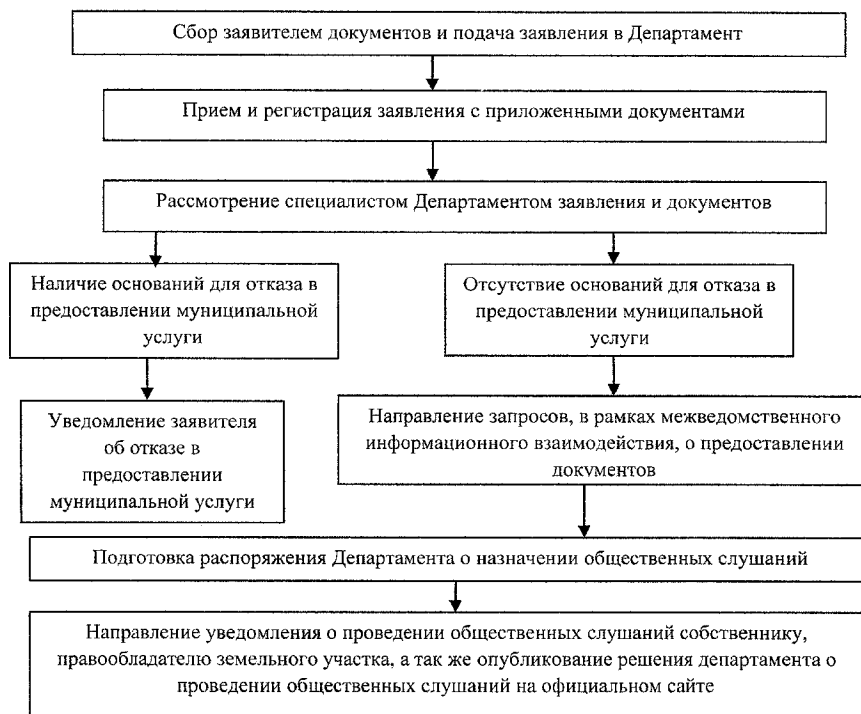 Сбор заявителем документов и подача заявления в Департамент
Прием и регистрация заявления с приложенными документами
Рассмотрение специалистом Департаментом заявления и документов
Наличие оснований для отказа в
предоставлении муниципальной
услуги
Отсутствие оснований для отказа в
предоставлении муниципальной
услуги
Уведомление заявителя
об отказе в
предоставлении
муниципальной услуги
Направление запросов, в рамках межведомственного
информационного взаимодействия, о предоставлении
документов
Подготовка распоряжения Департамента о назначении общественных слушаний
Направление уведомления о проведении общественных слушаний собственнику,
правообладателю земельного участка, а так же опубликование решения департамента о
проведении общественных слушаний на официальном сайте